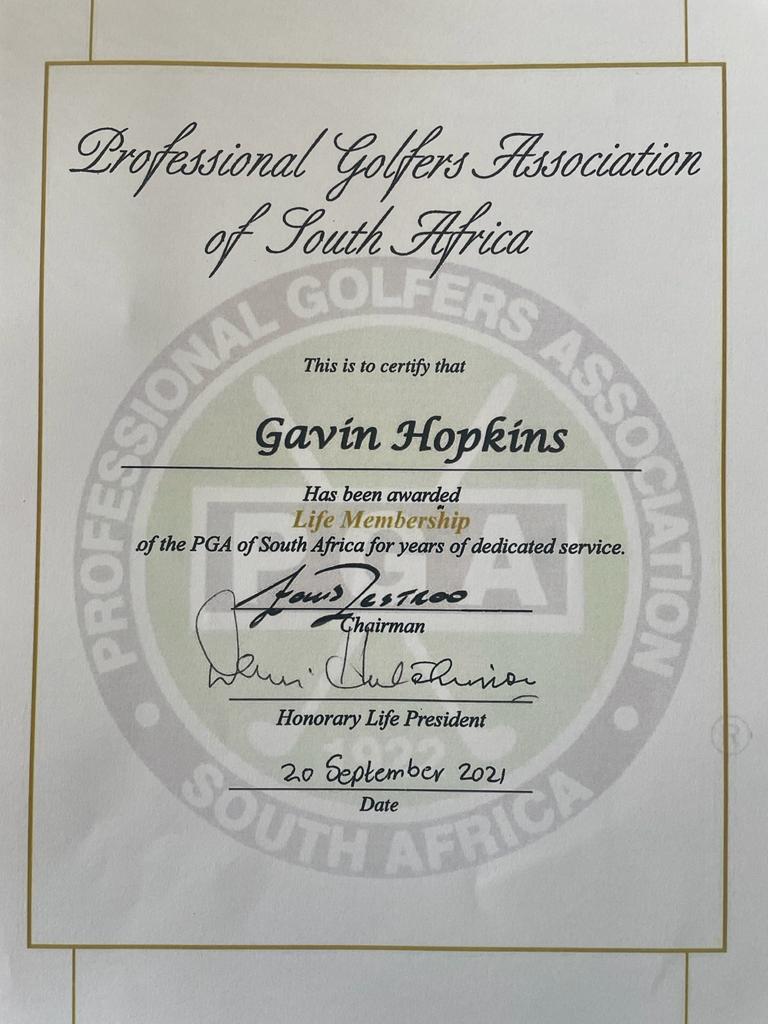 Professional Golfers Association
of South Africa
PROFESSIONAL GOLFERS ASSOCIATION
This is to certify that
Gavin Hopkins
Has been awarded
Life Membership
of the PGA of South Africa for years of dedicated service.
PGA
Chairman
Honorary Life President
1922
20 September 2021
Date
SOUTH AFRICA
®